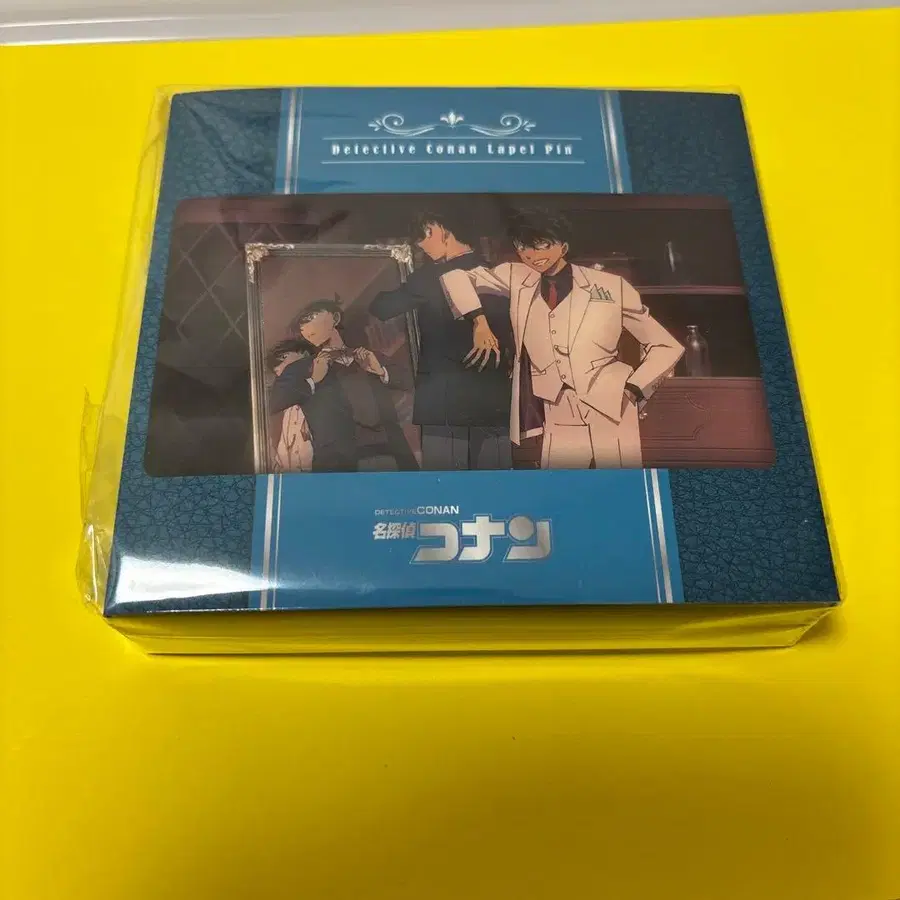 Detective Conan Lapel Pin
DETECTIVE CONAN
名探偵コナン